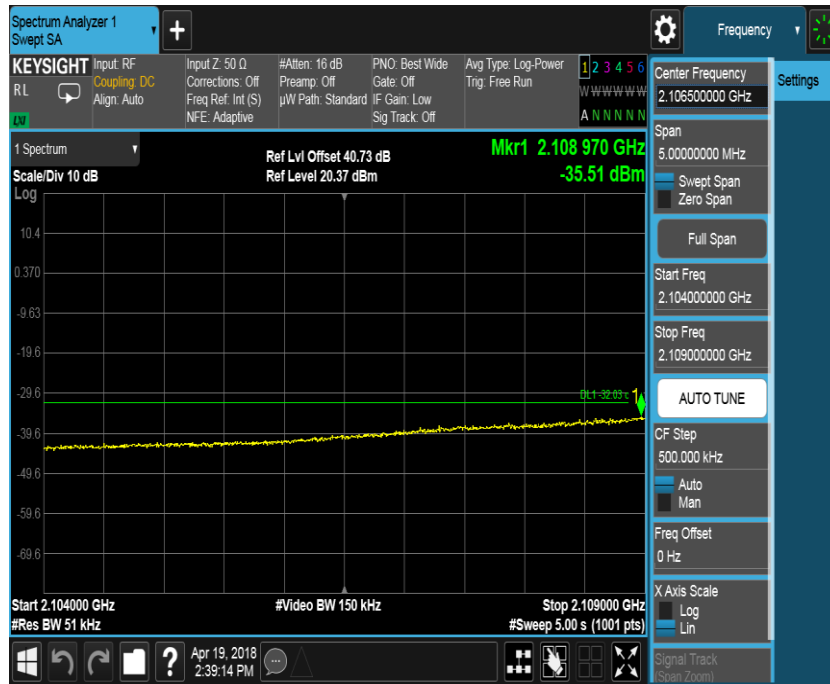 Spectrum Analyzer 1
Swept SA
+
Frequency
KEYSIGHT
RL
LXI
Input: RF
Coupling: DC
Align: Auto
Input Z: 50 Ω
Corrections: Off
Freq Ref: Int (S)
NFE: Adaptive
#Atten: 16 dB
Preamp: Off
µW Path: Standard
PNO: Best Wide
Gate: Off
IF Gain: Low
Sig Track: Off
Avg Type: Log-Power
Trig: Free Run
1 2 3 4 5 6
W W W W W W
A N N N N N
1 Spectrum
Scale/Div 10 dB
Log
Ref Lvl Offset 40.73 dB
Ref Level 20.37 dBm
Mkr1 2.108 970 GHz
-35.51 dBm
10.4
0.370
-9.63
-19.6
-29.6
-39.6
-49.6
-59.6
-69.6
1
Start 2.104000 GHz
#Res BW 51 kHz
#Video BW 150 kHz
Stop 2.109000 GHz
#Sweep 5.00 s (1001 pts)
Center Frequency
2.106500000 GHz
Span
5.00000000 MHz
Swept Span
Zero Span
Full Span
Start Freq
2.104000000 GHz
Stop Freq
2.109000000 GHz
AUTO TUNE
CF Step
500.000 kHz
Auto
Man
Freq Offset
0 Hz
X Axis Scale
Log
Lin
Signal Track
(Span Zoom)
Settings
?
Apr 19, 2018
2:39:14 PM